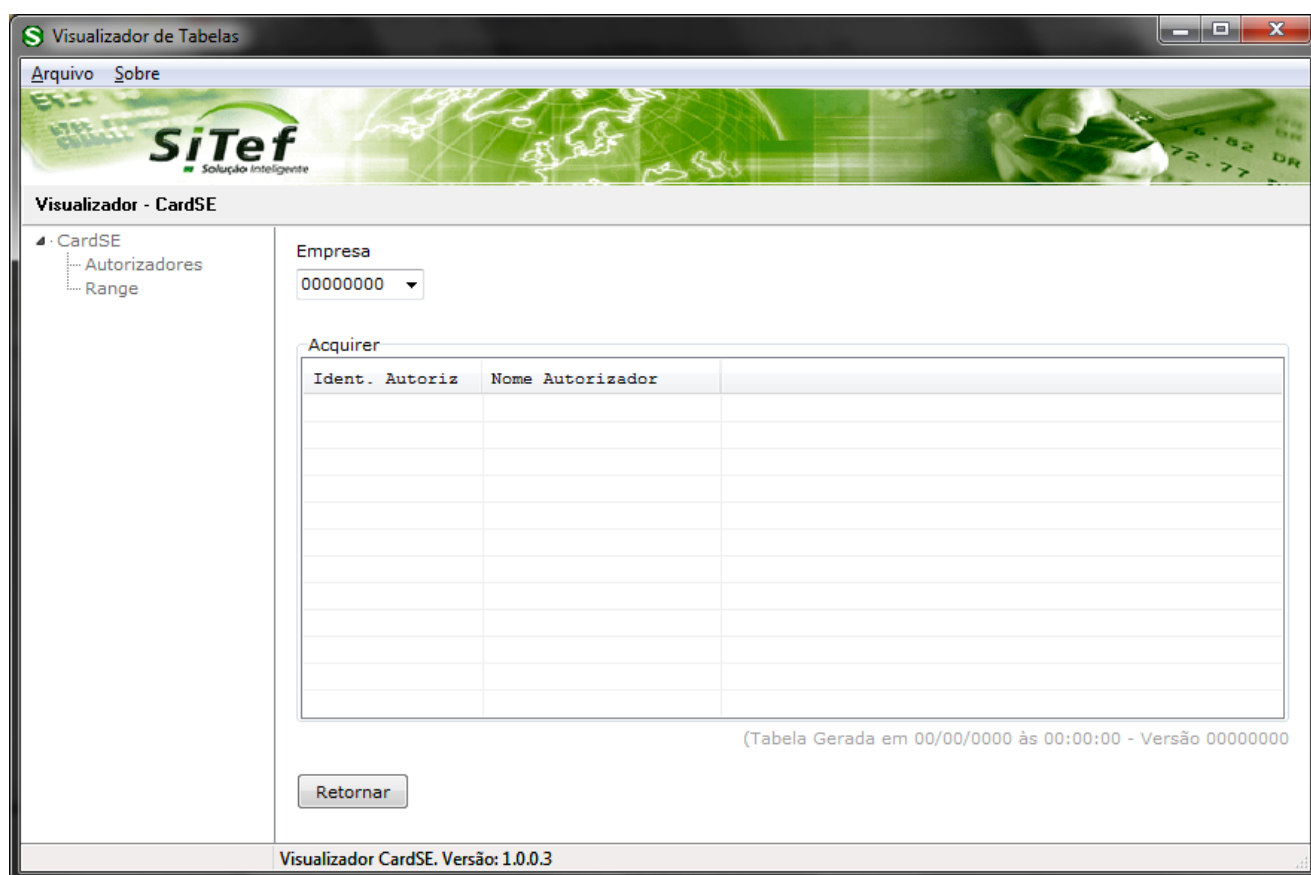 Visualizador de Tabelas
Arquivo Sobre
SiTef
Solução Inteligente
Visualizador - CardSE
CardSE
Autorizadores
Range
Empresa
00000000
Acquirer
Ident. Autoriz Nome Autorizador
(Tabela Gerada em 00/00/0000 às 00:00:00 - Versão 00000000
Retornar
Visualizador CardSE. Versão: 1.0.0.3